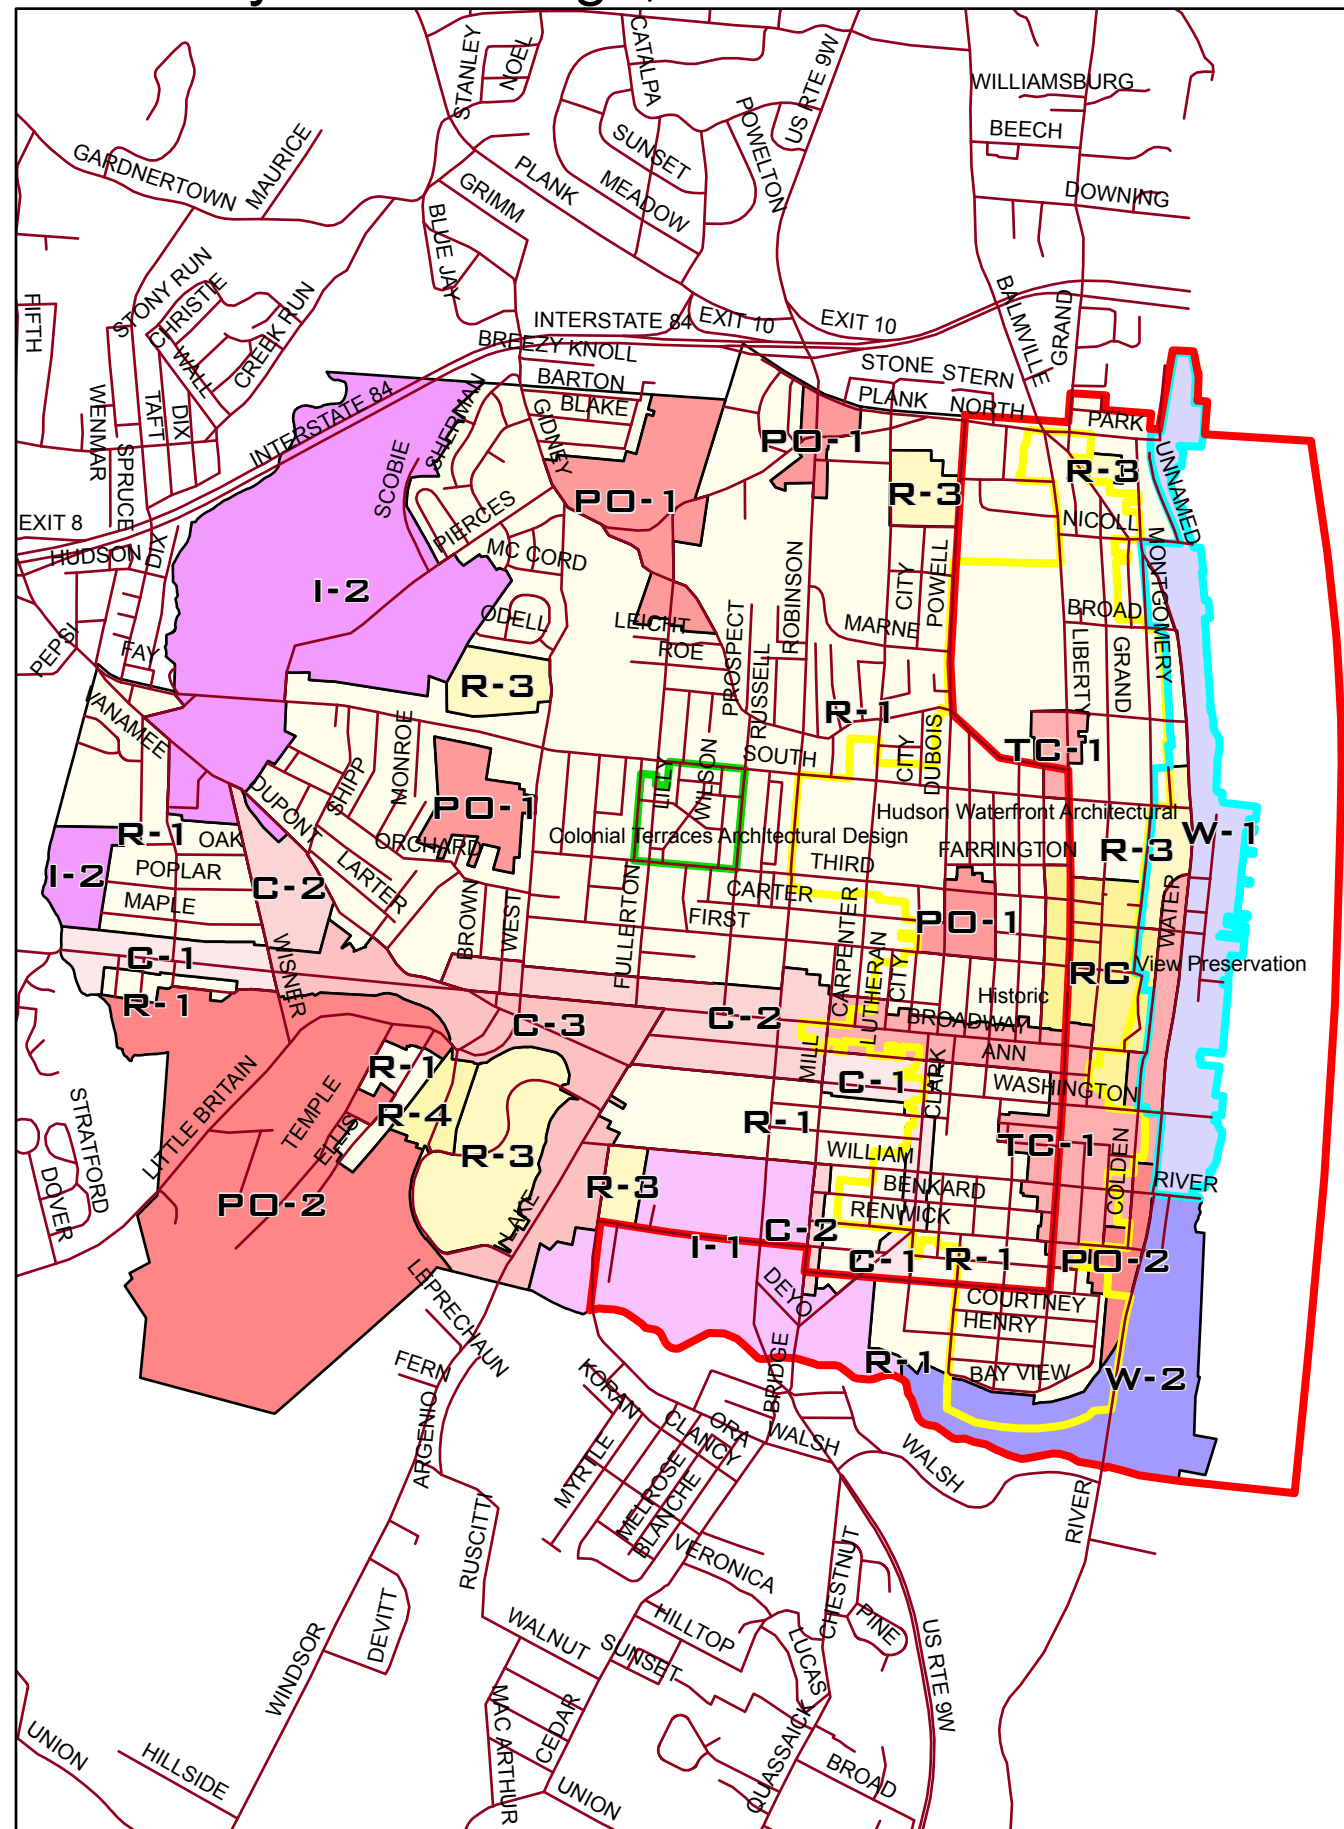 STANLEY
NOEL
CATALPA
US RTE 9W
POWELTON
WILLIAMSBURG
BEECH
DOWNING
SUNSET
MEADOW
PLANK
GRIMM
GARDNERTOWN
MAURICE
BLUE JAY
STONY RUN
CHRISTIE
C WALL
CREEK RUN
FIFTH
INTERSTATE 84
EXIT 10
EXIT 10
BALMVILLE
GRAND
BREEZY KNOLL
BARTON
BLAKE
STONE
STERN
PLANK
NORTH
PARK
WENMAR
TAFT
DIX
SPRUCE
INTERSTATE 84
SCOBIE
SHERMAN
GIDNEY
PO-1
PO-1
R-3
R-3
UNNAMED
EXIT 8
HUDSON
DIX
PIERCES
MC CORD
NICOLL
MONTGOMERY
I-2
ODELL
LEICHT
ROE
PROSPECT
RUSSELL
ROBINSON
CITY
POWELL
MARNE
BROAD
LIBERTY
GRAND
PEPSI
FAY
R-3
R-1
VANAMEE
MONROE
SHIPP
DUPONT
LILLY
WILSON
SOUTH
CITY
DUBOIS
TC-1
PO-1
Hudson Waterfront Architectural
Colonial Terraces Architectural Design
R-1
OAK
ORCHARD
THIRD
FARRINGTON
R-3
W-1
I-2
POPLAR
C-2
LARTER
MAPLE
CARTER
FIRST
BROWN
WEST
FULLERTON
CARPENTER
LUTHERAN
CITY
PO-1
WATER
C-1
WISNER
RC
View Preservation
R-1
C-3
C-2
Historic
BROADWAY
ANN
MILL
CLARK
WASHINGTON
R-1
C-1
STRATFORD
DOVER
LITTLE BRITAIN
TEMPLE
ELLIS
R-4
R-3
R-1
WILLIAM
TC-1
COLDEN
RIVER
PO-2
R-3
BENKARD
RENWICK
LAKE
I-1
C-2
C-1
R-1
PO-2
DEYO
COURTNEY
HENRY
LEPRECHAUN
FERN
BRIDGE
R-1
BAY VIEW
W-2
ARGENIO
KORAN
CLANCY
ORA
WALSH
WALSH
MYRTLE
MELROSE
BLANCHE
RIVER
RUSCITTI
VERONICA
CHESTNUT
DEVITT
PINE
WALNUT
SUNSET
HILLTOP
LUCAS
US RTE 9W
WINDSOR
MAC ARTHUR
CEDAR
QUASSAICK
BROAD
UNION
HILLSIDE
UNION